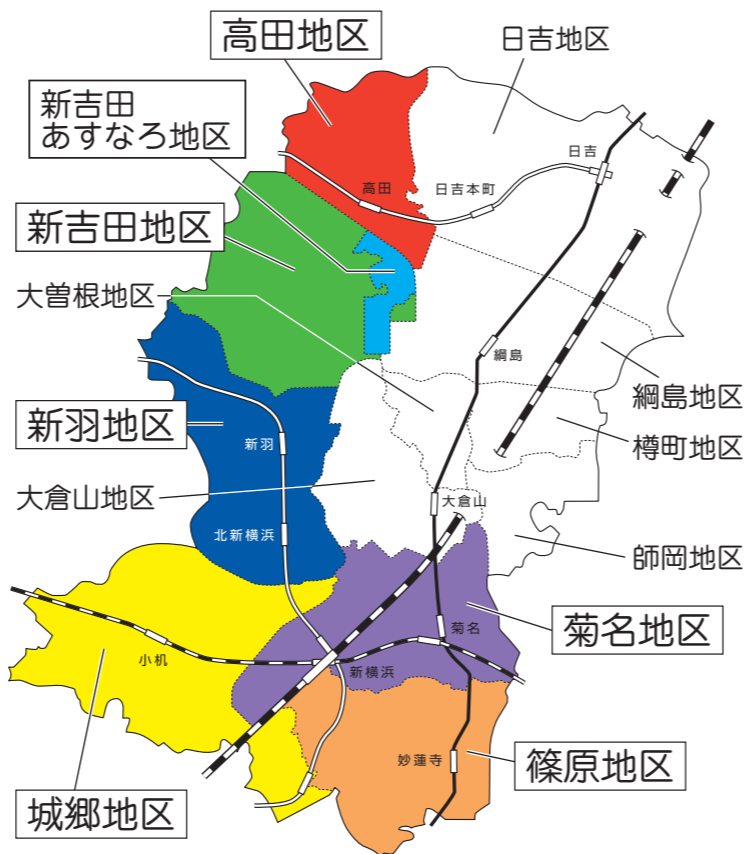 高田地区
日吉地区
新吉田
あすなろ地区
日吉
高田
日吉本町
新吉田地区
大曽根地区
綱島
綱島地区
新羽地区
樽町地区
新羽
大倉山地区
大倉山
北新横浜
師岡地区
菊名地区
菊名
小机
新横浜
妙蓮寺
篠原地区
城郷地区